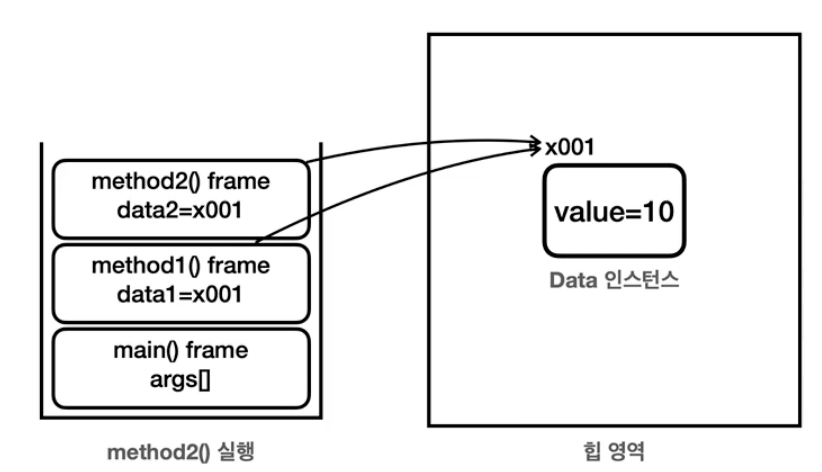 method2() frame
data2=x001
method1() frame
data1=x001
main() frame
args[]
method2() 실행
x001
value=10
Data 인스턴스
힙 영역